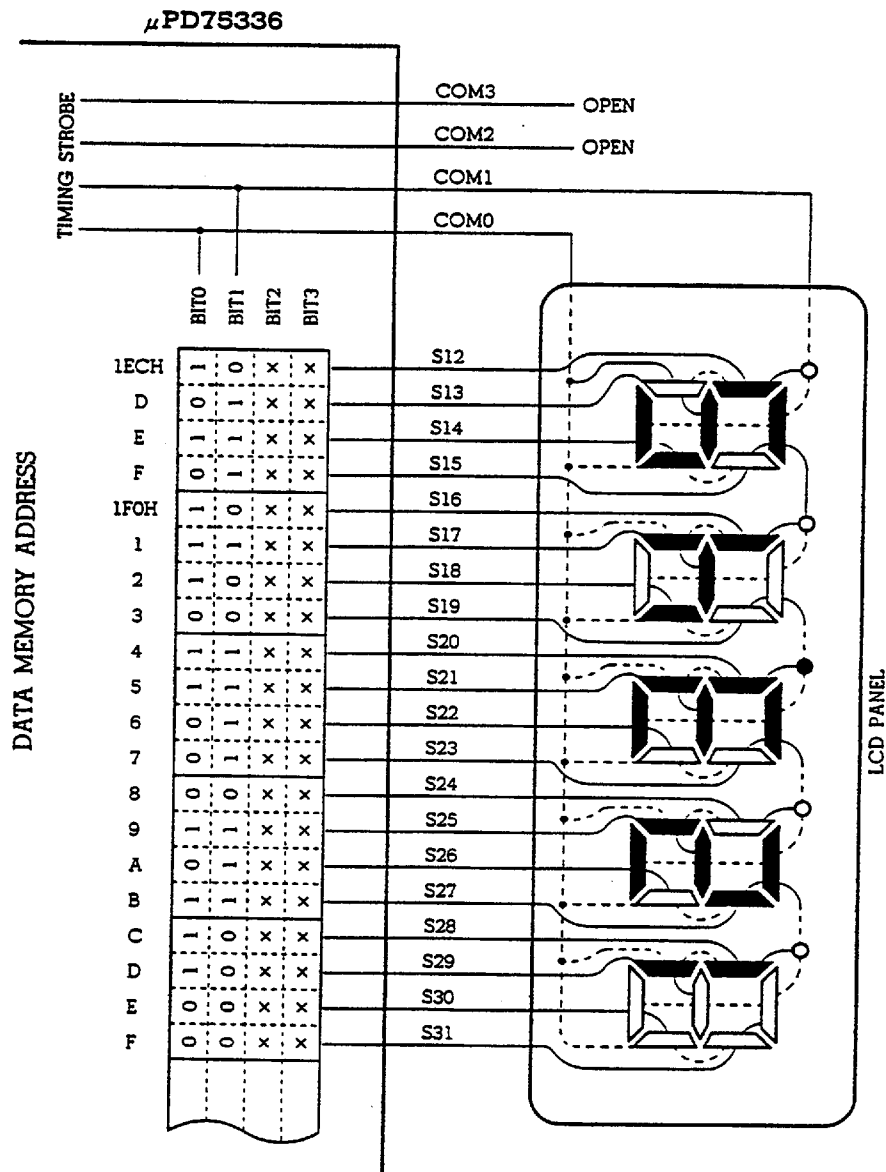 μPD75336
TIMING STROBE
COM3
OPEN
COM2
OPEN
COM1
COM0
BIT0
BIT1
BIT2
BIT3
DATA MEMORY ADDRESS
1ECH 1 0 × × S12
D 0 1 × × S13
E 1 1 × × S14
F 0 1 × × S15
1F0H 1 0 × × S16
1 1 1 × × S17
2 1 0 × × S18
3 0 0 × × S19
4 1 1 × × S20
5 1 1 × × S21
6 0 1 × × S22
7 0 1 × × S23
8 0 0 × × S24
9 1 1 × × S25
A 0 1 × × S26
B 1 1 × × S27
C 1 0 × × S28
D 1 0 × × S29
E 0 0 × × S30
F 0 0 × × S31
LCD PANEL